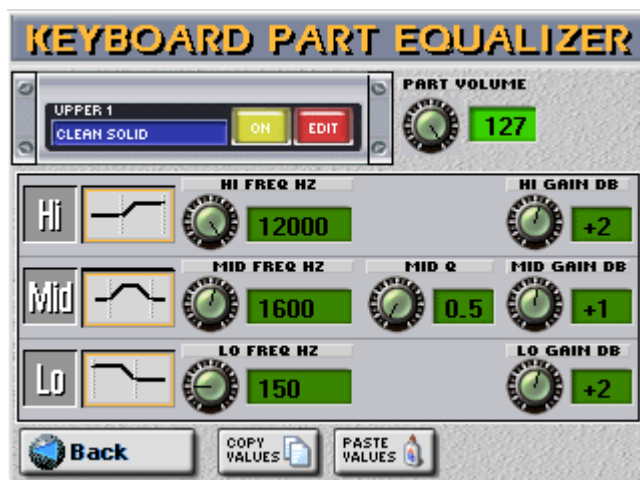 KEYBOARD PART EQUALIZER
UPPER 1
CLEAN SOLID
ON
EDIT
PART VOLUME
127
Hi
HI FREQ HZ
12000
HI GAIN DB
+2
Mid
MID FREQ HZ
1600
MID Q
0.5
MID GAIN DB
+1
Lo
LO FREQ HZ
150
LO GAIN DB
+2
Back
COPY
VALUES
PASTE
VALUES